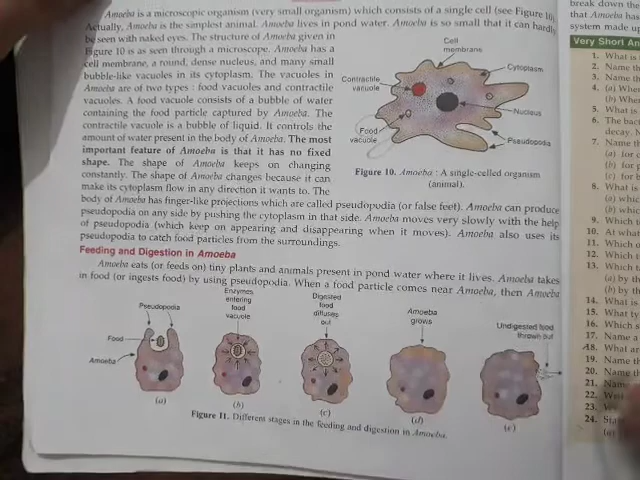 Amoeba is a microscopic organism (very small organism) which consists of a single cell (see Figure 10).
Actually, Amoeba is the simplest animal. Amoeba lives in pond water. Amoeba is so small that it can hardly
be seen with naked eyes. The structure of Amoeba given in
Figure 10 is as seen through a microscope. Amoeba has a
cell membrane, a round, dense nucleus, and many small
bubble-like vacuoles in its cytoplasm. The vacuoles in
Amoeba are of two types : food vacuoles and contractile
vacuoles. A food vacuole consists of a bubble of water
containing the food particle captured by Amoeba. The
contractile vacuole is a bubble of liquid. It controls the
amount of water present in the body of Amoeba. The most
important feature of Amoeba is that it has no fixed
shape. The shape of Amoeba keeps on changing
constantly. The shape of Amoeba changes because it can
make its cytoplasm flow in any direction it wants to. The
body of Amoeba has finger-like projections which are called pseudopodia (or false feet). Amoeba can produce
pseudopodia on any side by pushing the cytoplasm in that side. Amoeba moves very slowly with the help
of pseudopodia (which keep on appearing and disappearing when it moves). Amoeba also uses its
pseudopodia to catch food particles from the surroundings.
Cell
membrane
Cytoplasm
Contractile
vacuole
Nucleus
Food
vacuole
Pseudopodia
Figure 10. Amoeba : A single-celled organism
(animal).
Feeding and Digestion in Amoeba
Amoeba eats (or feeds on) tiny plants and animals present in pond water where it lives. Amoeba takes
in food (or ingests food) by using pseudopodia. When a food particle comes near Amoeba, then Amoeba
Pseudopodia
Food
Amoeba
(a)
Enzymes
entering
food
vacuole
(b)
Digested
food
diffuses
out
(c)
Amoeba
grows
(d)
Undigested food
thrown out
(e)
Figure 11. Different stages in the feeding and digestion in Amoeba.
break down the
that Amoeba has
system made up
Very Short An
1. What is
2. Name th
3. Name th
4. (a) When
(b) When
5. What is
6. The bact
decay.
7. Name th
(a) for c
(b) for p
(c) for b
8. What is
(a) which
(b) is
9. Which t
10. At what
11. Which o
12. Which t
13. Which t
(a) by th
(b) by th
14. What is
15. What ty
16. Which s
17. Name a
18. What ar
19. Name th
20. Name th
21. Name
22.
23.
24.